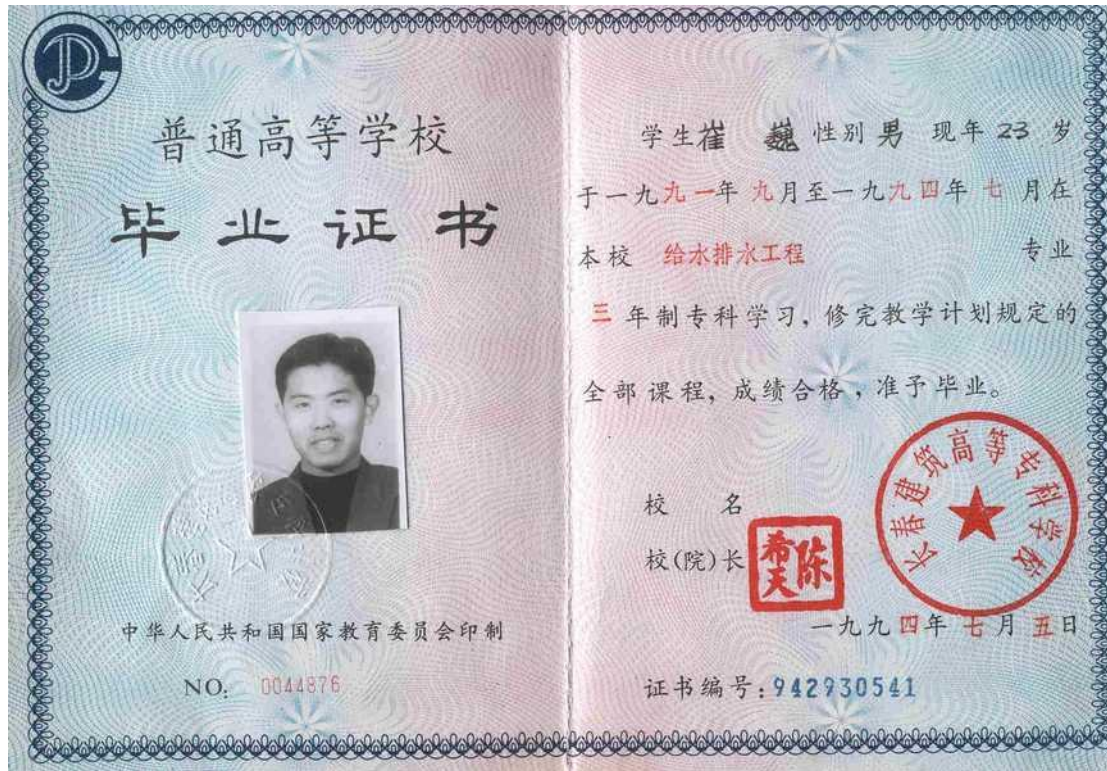 普通高等学校
毕业证书
中华人民共和国国家教育委员会印制
NO. 0044876
学生崔 巍 性别 男 现年 23 岁
于一九九一年 九月至一九九四年 七 月在
本校 给水排水工程 专业
三 年制专科学习, 修完教学计划规定的
全部课程, 成绩合格, 准予毕业。
长春建筑高等专科学校
校 名
校(院)长 陈希天
一九九四年 七 月 五日
证书编号:942930541